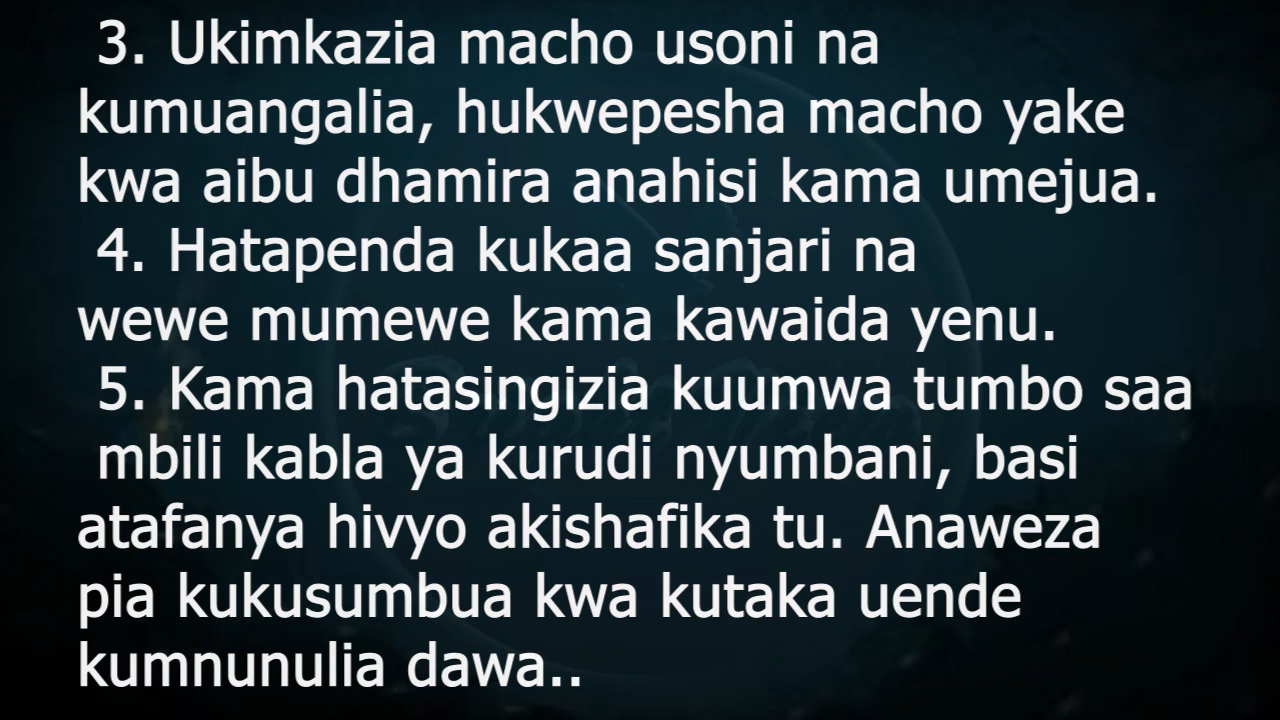 3. Ukimkazia macho usoni na
kumuangalia, hukwepesha macho yake
kwa aibu dhamira anahisi kama umejua.
4. Hatapenda kukaa sanjari na
wewe mumewe kama kawaida yenu.
5. Kama hatasingizia kuumwa tumbo saa
mbili kabla ya kurudi nyumbani, basi
atafanya hivyo akishafika tu. Anaweza
pia kukusumbua kwa kutaka uende
kumnunulia dawa..